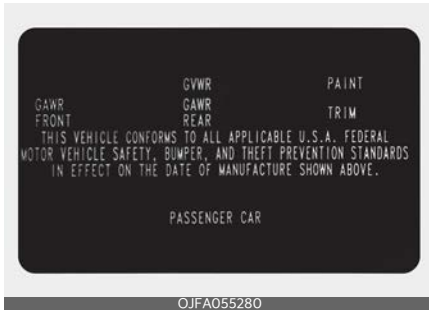 GVWR PAINT
GAWR GAWR
FRONT REAR TRIM
THIS VEHICLE CONFORMS TO ALL APPLICABLE U.S.A. FEDERAL
MOTOR VEHICLE SAFETY, BUMPER, AND THEFT PREVENTION STANDARDS
IN EFFECT ON THE DATE OF MANUFACTURE SHOWN ABOVE.
PASSENGER CAR
OJFA055280